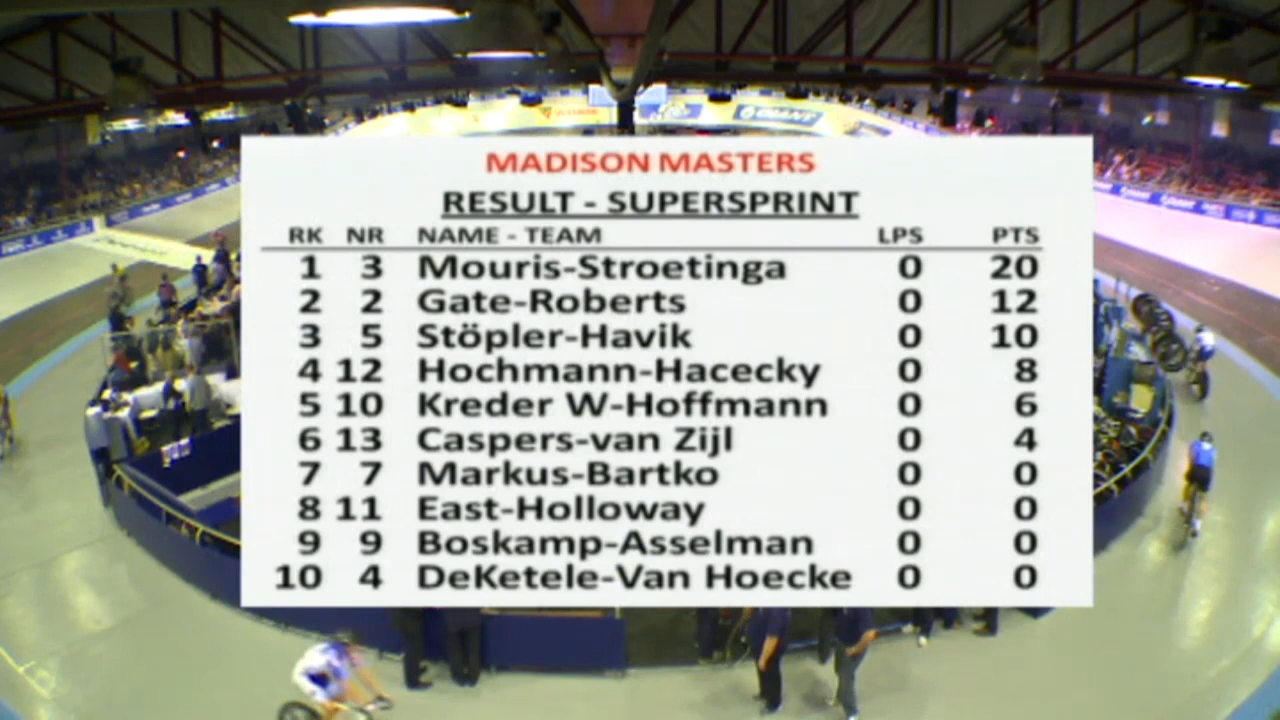 MADISON MASTERS
RESULT - SUPERSPRINT
RK NR NAME - TEAM LPS PTS
1 3 Mouris-Stroetinga 0 20
2 2 Gate-Roberts 0 12
3 5 Stöpler-Havik 0 10
4 12 Hochmann-Hacecky 0 8
5 10 Kreder W-Hoffmann 0 6
6 13 Caspers-van Zijl 0 4
7 7 Markus-Bartko 0 0
8 11 East-Holloway 0 0
9 9 Boskamp-Asselman 0 0
10 4 DeKetele-Van Hoecke 0 0
GIANT